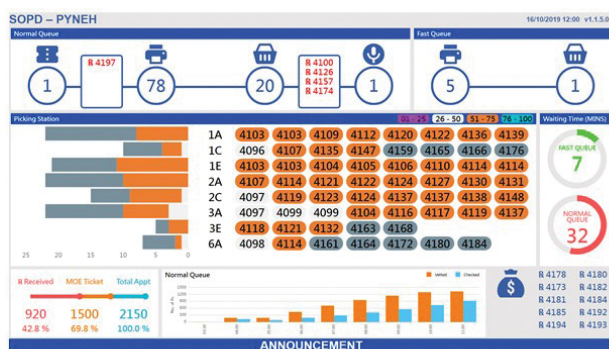 SOPD – PYNEH
16/10/2019 12:00 v1.1.5.0
Normal Queue
Fast Queue
1
R 4197
78
20
R 4100
R 4126
R 4157
R 4174
1
5
1
Picking Station
01 - 25
26 - 50
51 - 75
76 - 100
Waiting Time (MINS)
1A 4103 4103 4109 4112 4120 4122 4136 4139
1C 4096 4107 4135 4147 4159 4165 4166 4176
1E 4103 4103 4104 4105 4106 4110 4114 4114
2A 4107 4114 4121 4122 4124 4127 4130 4131
2C 4097 4119 4123 4124 4137 4137 4138 4148
3A 4097 4097 4099 4104 4116 4117 4119 4137
3E 4118 4121 4132 4163 4168
6A 4098 4114 4161 4164 4172 4180 4184
25 20 15 10 5 0
FAST QUEUE
7
NORMAL QUEUE
32
R Received MOE Ticket Total Appt
920 1500 2150
42.8 % 69.8 % 100.0 %
Normal Queue
Vetted
Checked
R 4178 R 4180
R 4173 R 4182
R 4181 R 4184
R 4185 R 4192
R 4194 R 4193
ANNOUNCEMENT